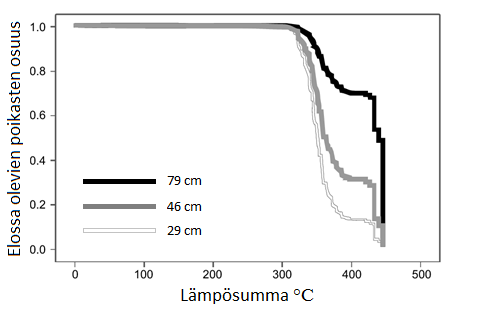 Elossa olevien poikasten osuus
1.0
0.8
0.6
0.4
0.2
0.0
79 cm
46 cm
29 cm
0 100 200 300 400 500
Lämpösumma °C